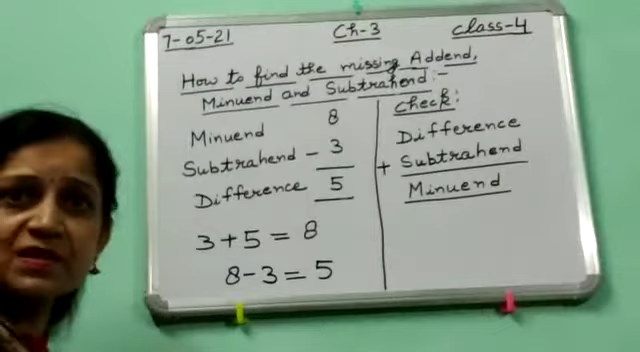 7-05-21 Ch-3 class-4
How to find the missing Addend,
Minuend and Subtrahend:-
Minuend 8
Subtrahend - 3
Difference 5
3+5=8
8-3=5
Check:
Difference
+ Subtrahend
Minuend